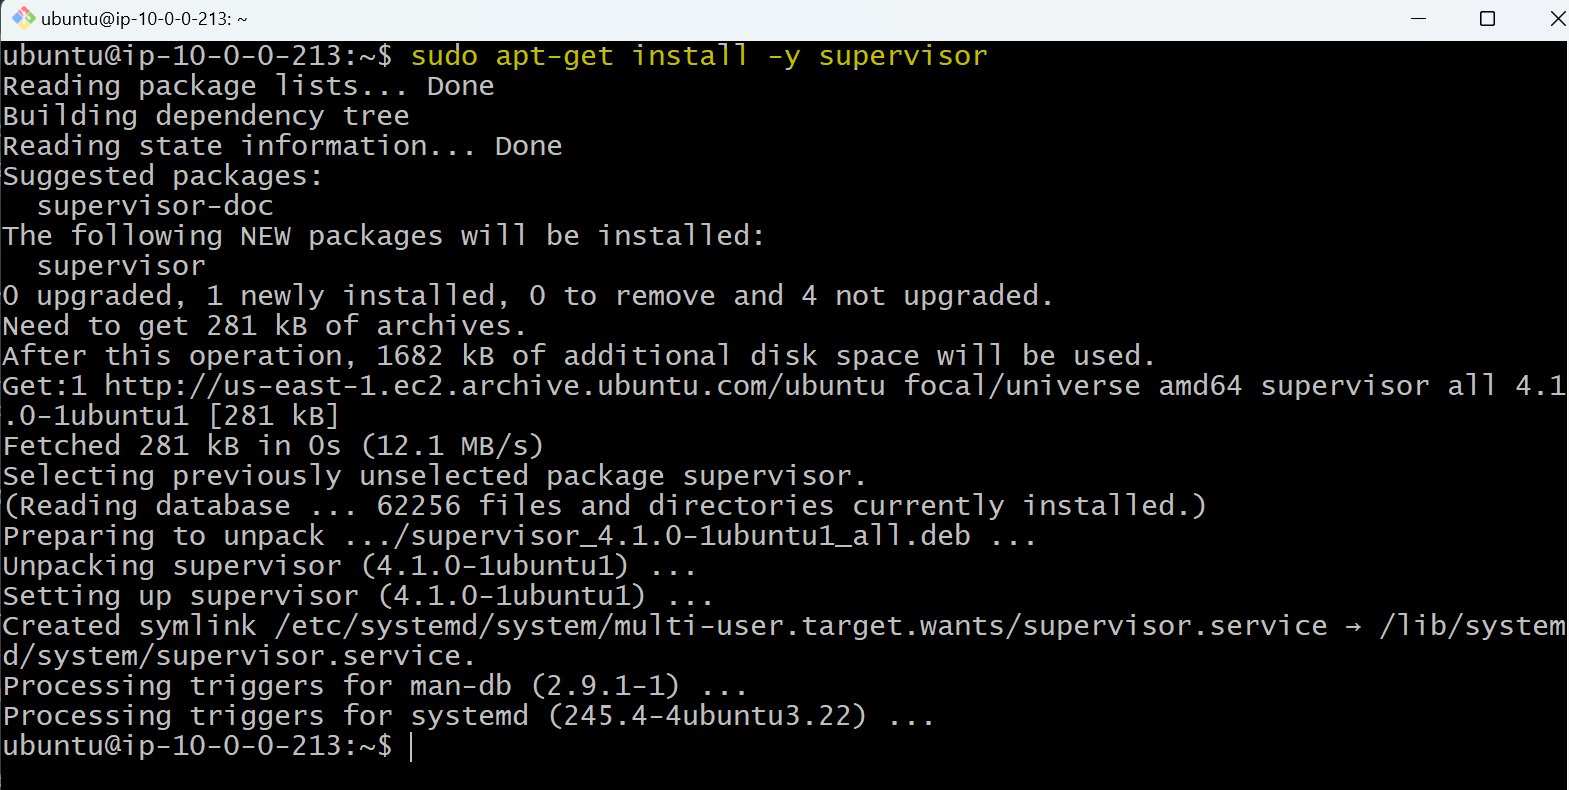 ubuntu@ip-10-0-0-213: ~
ubuntu@ip-10-0-0-213:~$ sudo apt-get install -y supervisor
Reading package lists... Done
Building dependency tree
Reading state information... Done
Suggested packages:
  supervisor-doc
The following NEW packages will be installed:
  supervisor
0 upgraded, 1 newly installed, 0 to remove and 4 not upgraded.
Need to get 281 kB of archives.
After this operation, 1682 kB of additional disk space will be used.
Get:1 http://us-east-1.ec2.archive.ubuntu.com/ubuntu focal/universe amd64 supervisor all 4.1
.0-1ubuntu1 [281 kB]
Fetched 281 kB in 0s (12.1 MB/s)
Selecting previously unselected package supervisor.
(Reading database ... 62256 files and directories currently installed.)
Preparing to unpack .../supervisor_4.1.0-1ubuntu1_all.deb ...
Unpacking supervisor (4.1.0-1ubuntu1) ...
Setting up supervisor (4.1.0-1ubuntu1) ...
Created symlink /etc/systemd/system/multi-user.target.wants/supervisor.service → /lib/system
d/system/supervisor.service.
Processing triggers for man-db (2.9.1-1) ...
Processing triggers for systemd (245.4-4ubuntu3.22) ...
ubuntu@ip-10-0-0-213:~$